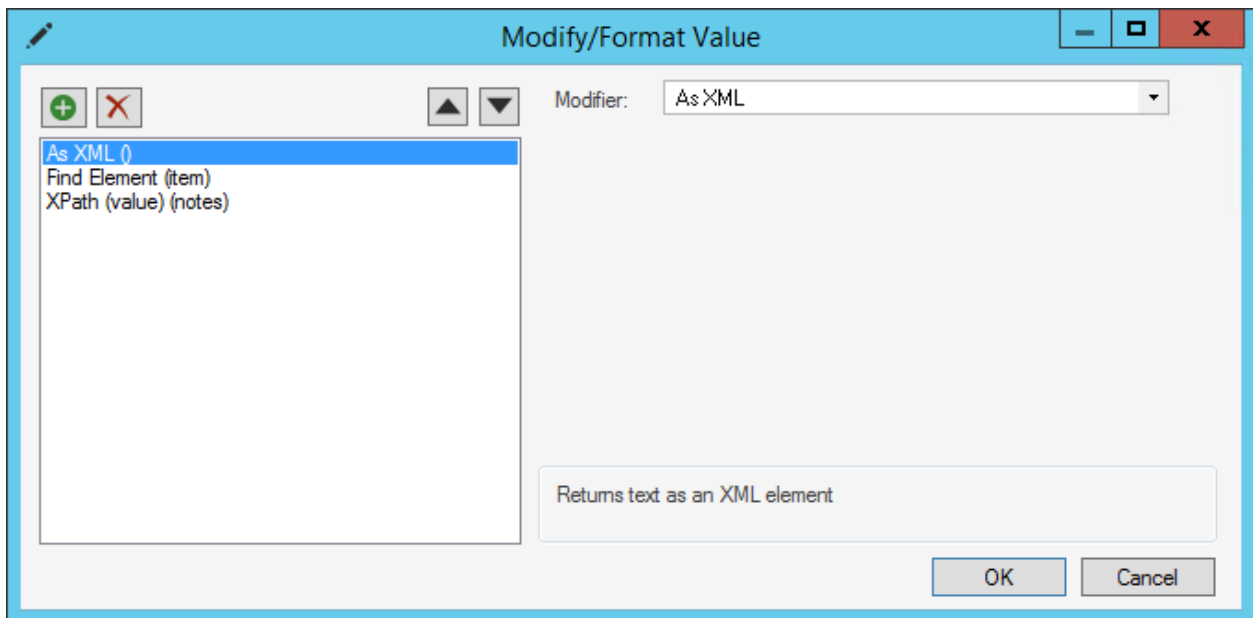 Modify/Format Value
Modifier: As XML
As XML ()
Find Element (item)
XPath (value) (notes)
Returns text as an XML element
OK Cancel